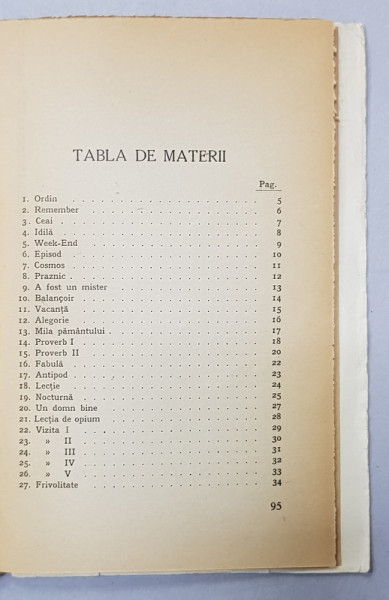 TABLA DE MATERII
Pag.
1. Ordin . . . . . . . . . . . . . . . . . . . 5
2. Remember . . . . . . . . . . . . . . . . . 6
3. Ceai . . . . . . . . . . . . . . . . . . . 7
4. Idilă . . . . . . . . . . . . . . . . . . . 8
5. Week-End . . . . . . . . . . . . . . . . . 9
6. Episod . . . . . . . . . . . . . . . . . . 10
7. Cosmos . . . . . . . . . . . . . . . . . . 11
8. Praznic . . . . . . . . . . . . . . . . . . 12
9. A fost un mister . . . . . . . . . . . . . 13
10. Balançoir . . . . . . . . . . . . . . . . . 14
11. Vacanță . . . . . . . . . . . . . . . . . . 15
12. Alegorie . . . . . . . . . . . . . . . . . 16
13. Mila pământului . . . . . . . . . . . . . . 17
14. Proverb I . . . . . . . . . . . . . . . . . 18
15. Proverb II . . . . . . . . . . . . . . . . 20
16. Fabulă . . . . . . . . . . . . . . . . . . 22
17. Antipod . . . . . . . . . . . . . . . . . . 23
18. Lecție . . . . . . . . . . . . . . . . . . 24
19. Nocturnă . . . . . . . . . . . . . . . . . 25
20. Un domn bine . . . . . . . . . . . . . . . 27
21. Lecția de opium . . . . . . . . . . . . . . 28
22. Vizita I . . . . . . . . . . . . . . . . . 29
23. » II . . . . . . . . . . . . . . . . . 30
24. » III . . . . . . . . . . . . . . . . . 31
25. » IV . . . . . . . . . . . . . . . . . 32
26. » V . . . . . . . . . . . . . . . . . 33
27. Frivolitate . . . . . . . . . . . . . . . . 34
95